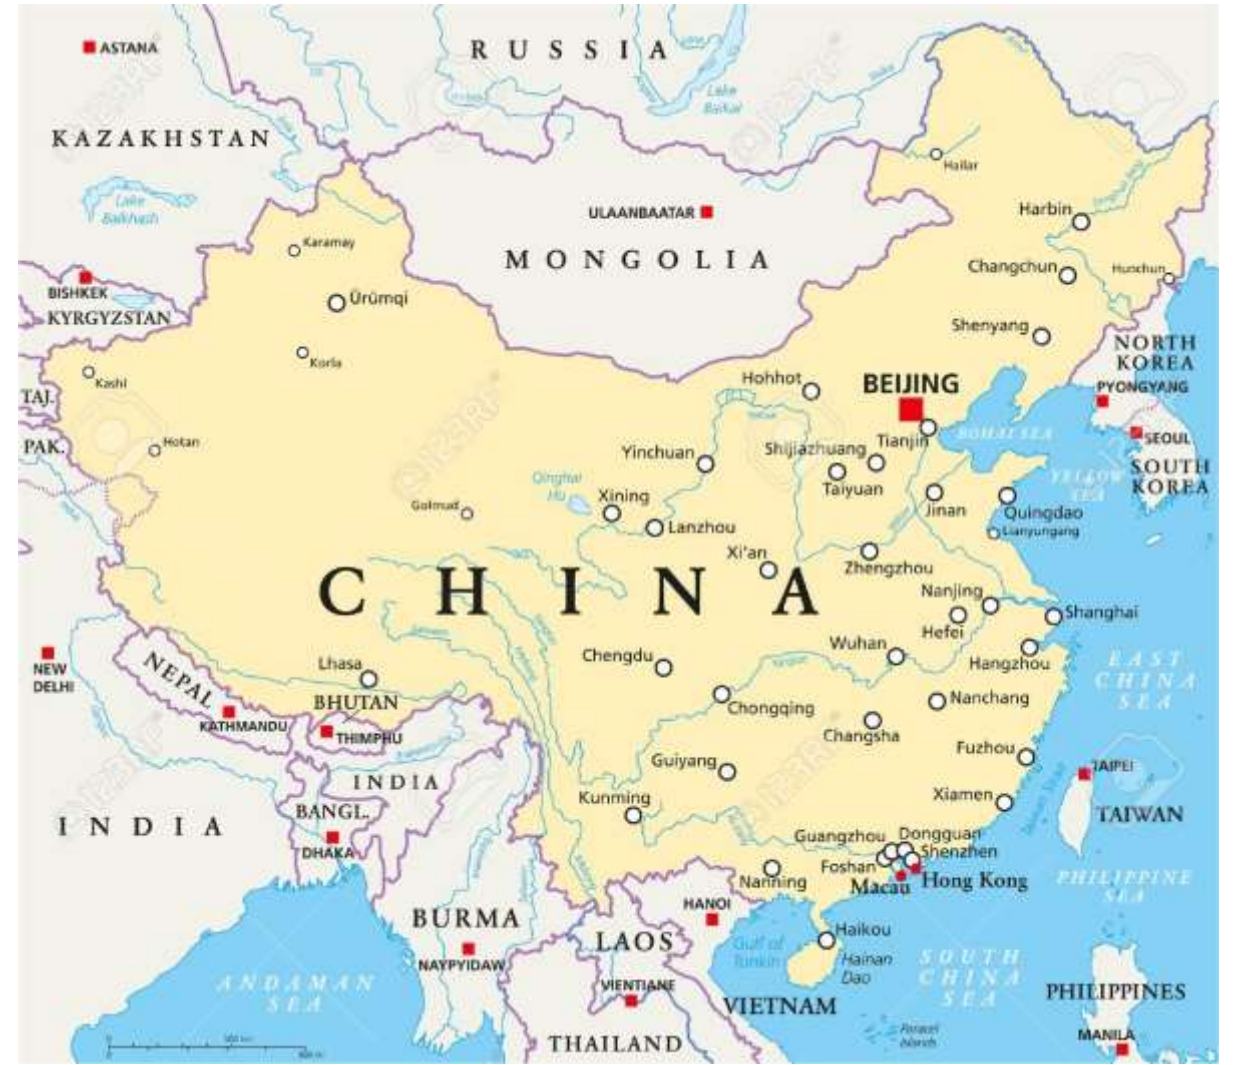 ASTANA
RUSSIA
Lake
Baikal
KAZAKHSTAN
Hailar
Lake
Balkhash
ULAANBAATAR
Harbin
Karamay
MONGOLIA
Changchun
Hunchun
BISHKEK
Ürümqi
KYRGYZSTAN
Shenyang
NORTH
KOREA
Korla
Kashi
Hohhot
BEIJING
PYONGYANG
TAJ.
Tianjin
BOHAI SEA
SEOUL
PAK.
Hotan
Yinchuan
Shijiazhuang
SOUTH
KOREA
YELLOW
SEA
Taiyuan
Qinghai
Hu
Xining
Golmud
Lanzhou
Jinan
Quingdao
Lianyungang
Xi'an
Zhengzhou
CHINA
Nanjing
Shanghai
Hefei
Wuhan
Hangzhou
Chengdu
NEW
DELHI
NEPAL
Lhasa
EAST
CHINA
SEA
BHUTAN
Chongqing
Nanchang
KATHMANDU
THIMPHU
Changsha
Fuzhou
Guiyang
TAIPEI
INDIA
Kunming
Xiamen
BANGL.
TAIWAN
INDIA
DHAKA
Guangzhou
Dongguan
Shenzhen
Foshan
Nanning
Macau
Hong Kong
PHILIPPINE
SEA
HANOI
BURMA
LAOS
Haikou
Gulf of
Tonkin
Hainan
Dao
SOUTH
CHINA
SEA
NAYPYIDAW
ANDAMAN
SEA
VIENTIANE
VIETNAM
PHILIPPINES
Paracel
Islands
THAILAND
MANILA